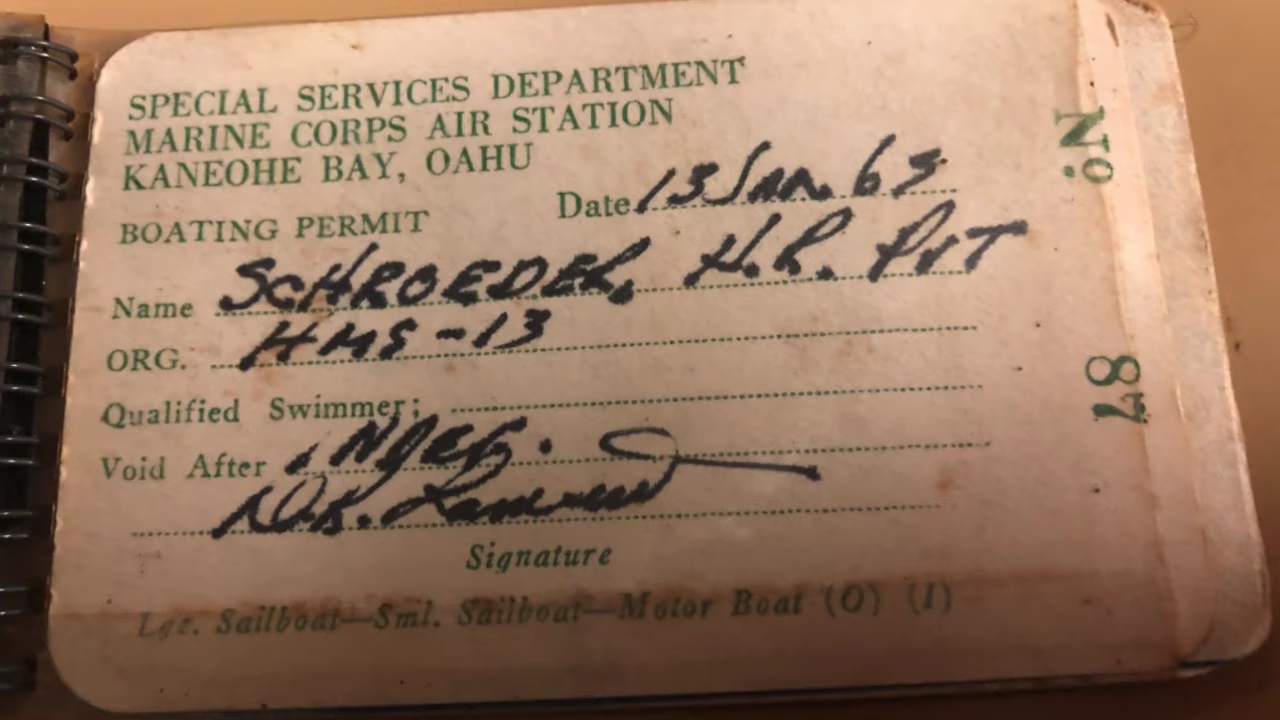 SPECIAL SERVICES DEPARTMENT
MARINE CORPS AIR STATION
KANEOHE BAY, OAHU
BOATING PERMIT Date 13 JAN. 63
Name SCHROEDER, H.R. PVT
ORG. HMS-13
Qualified Swimmer;
Void After
D.K.
Signature
Lge. Sailboat—Sml. Sailboat—Motor Boat (O) (I)
No. 87